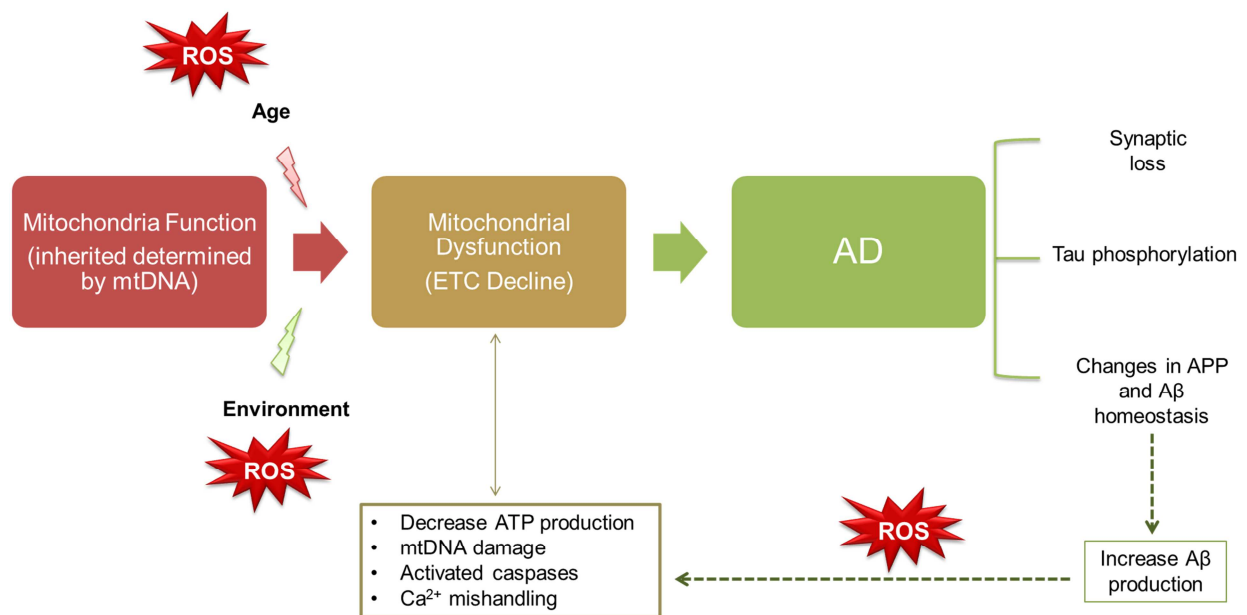 ROS
Age
Mitochondria Function
(inherited determined
by mtDNA)
Mitochondrial
Dysfunction
(ETC Decline)
AD
Synaptic
loss
Tau phosphorylation
Changes in APP
and Aβ
homeostasis
Environment
ROS
• Decrease ATP production
• mtDNA damage
• Activated caspases
• Ca²⁺ mishandling
ROS
Increase Aβ
production